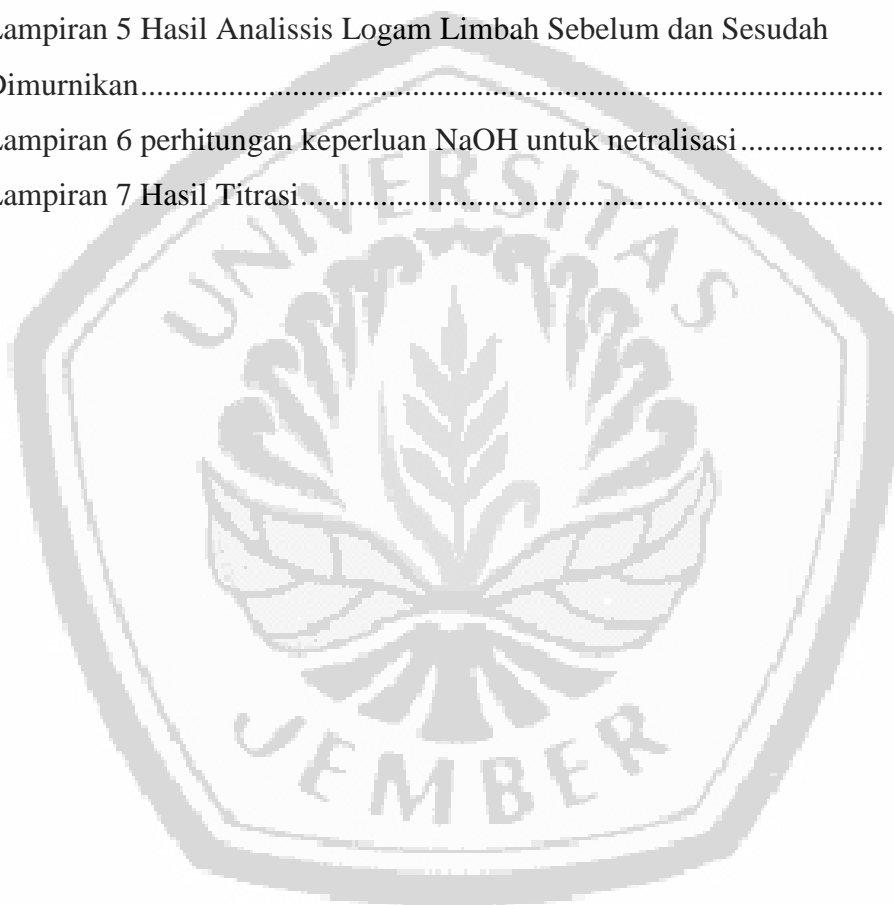 Lampiran 5 Hasil Analissis Logam Limbah Sebelum dan Sesudah
Dimurnikan.....................................................................................
Lampiran 6 perhitungan keperluan NaOH untuk netralisasi..................
Lampiran 7 Hasil Titrasi.........................................................................
UNIVERSITAS
JEMBER